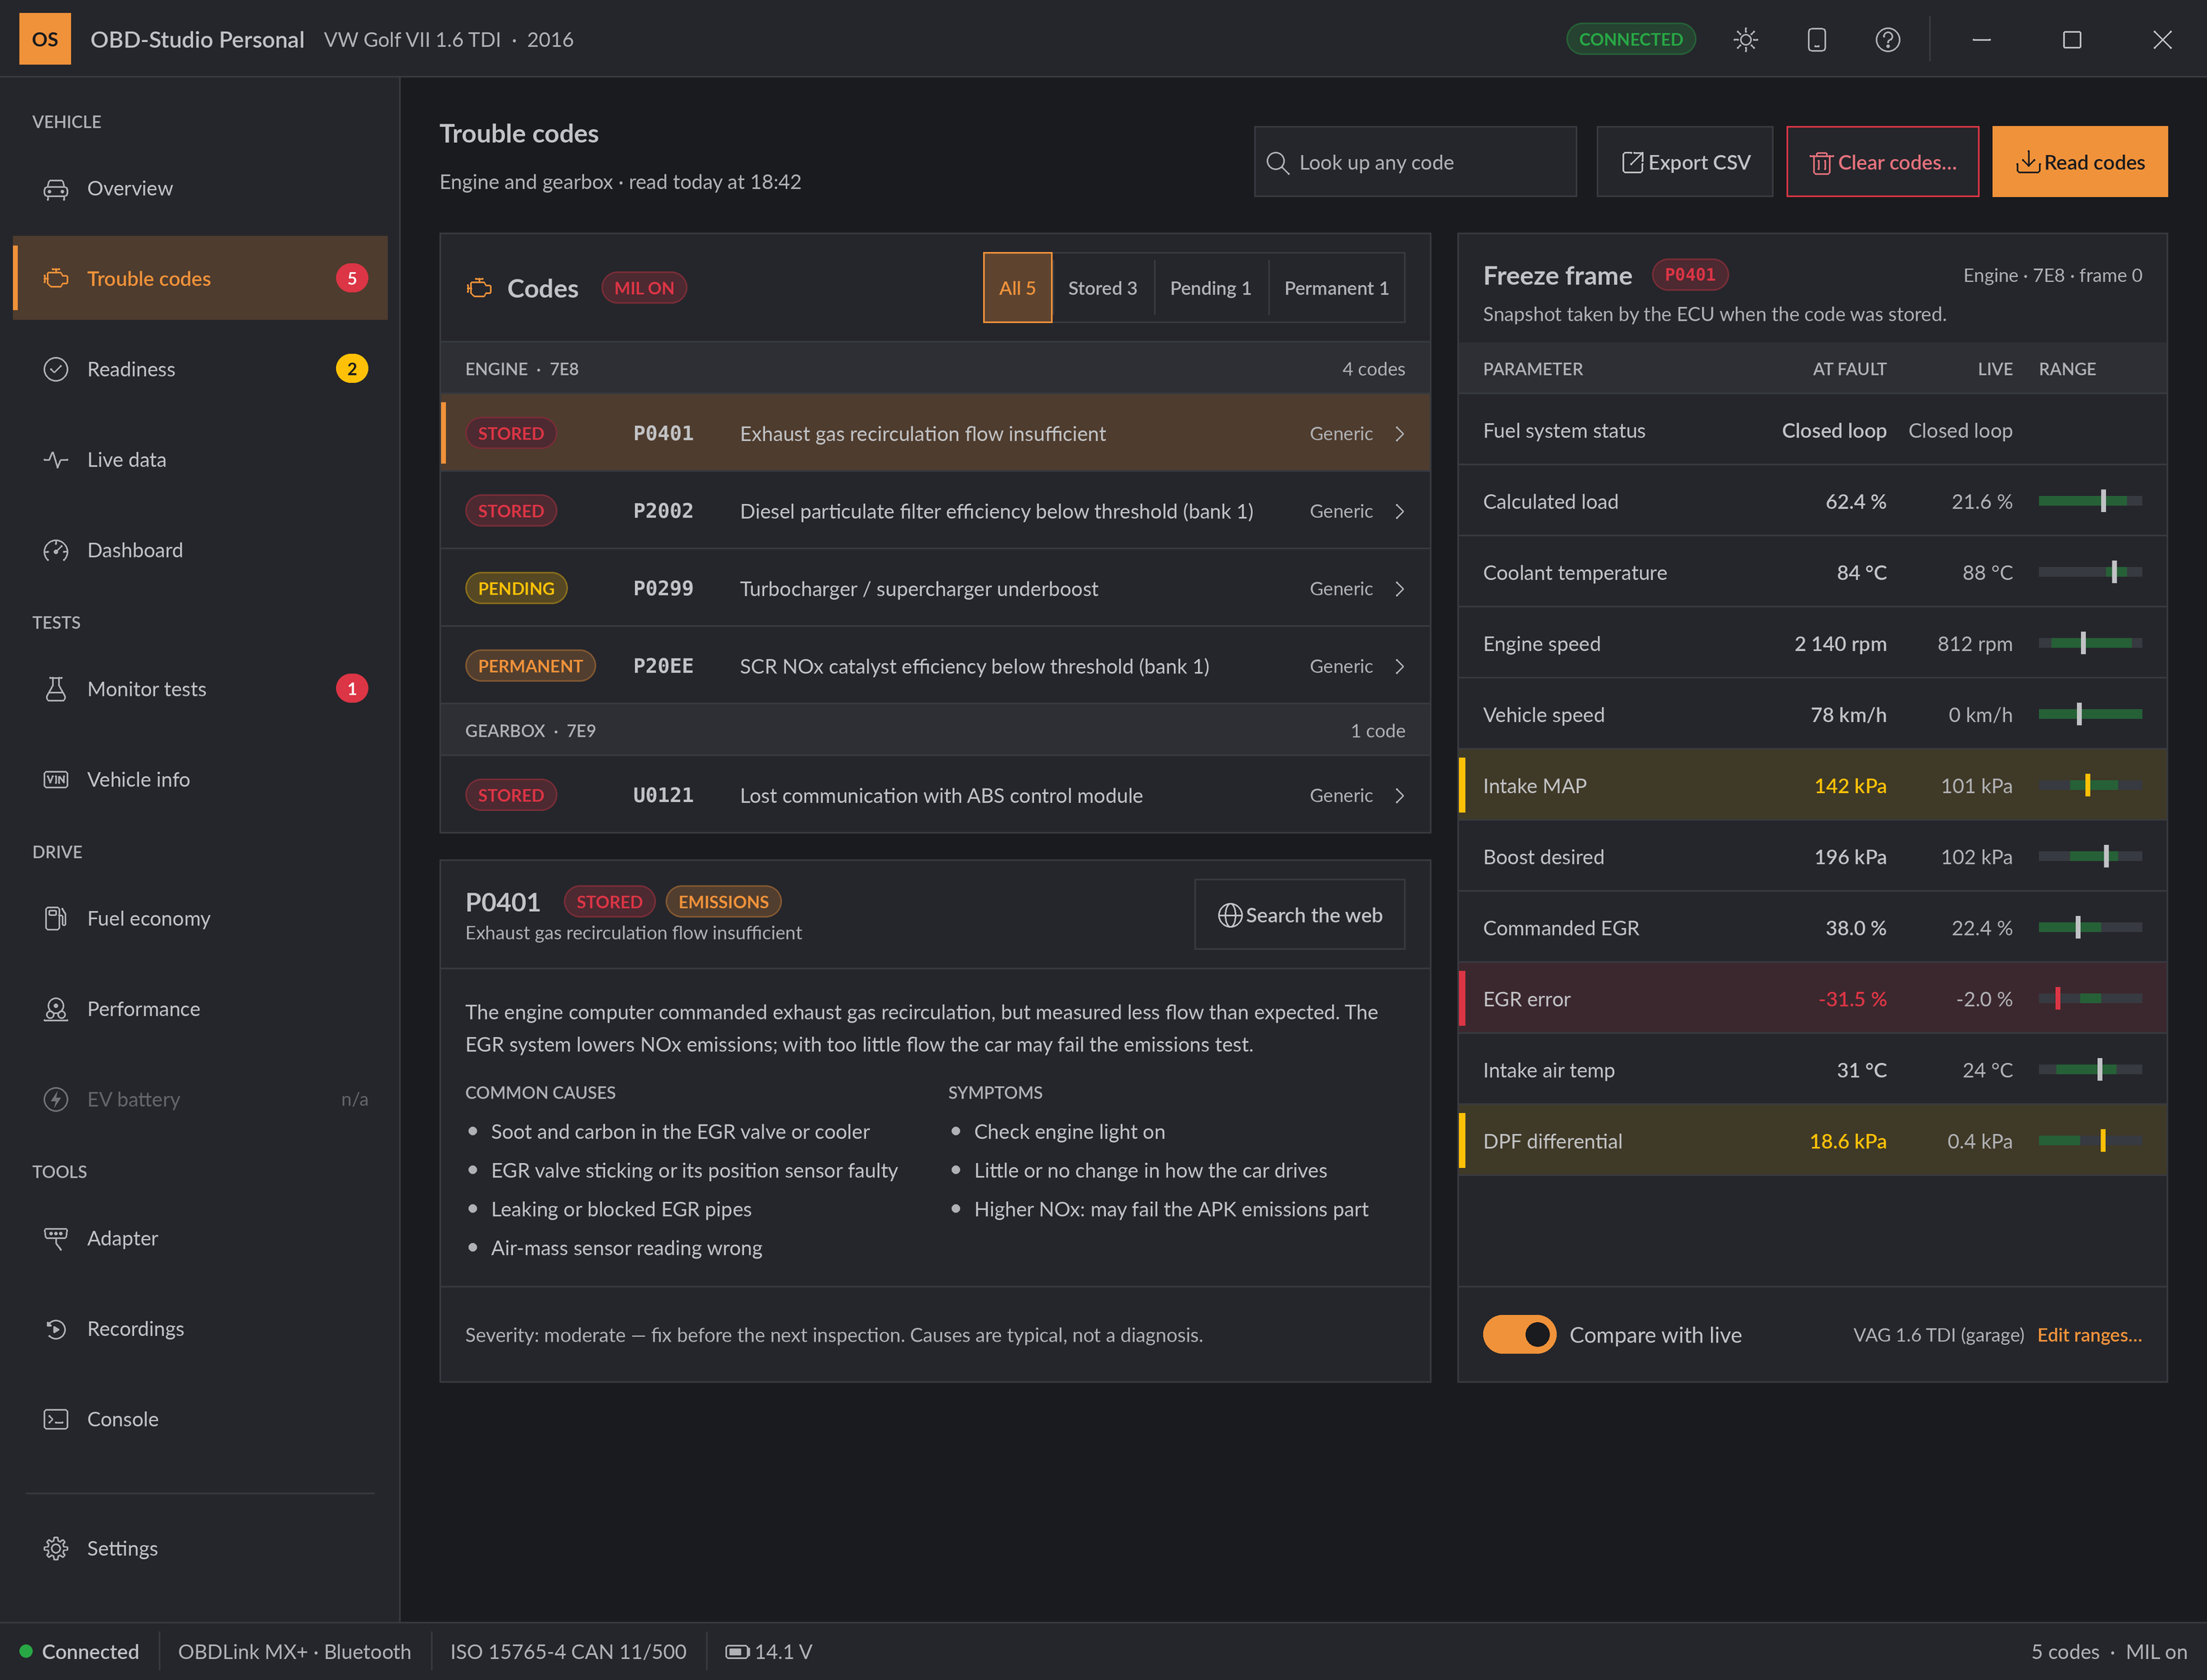 OS OBD-Studio Personal VW Golf VII 1.6 TDI · 2016 CONNECTED
VEHICLE
Overview
Trouble codes 5
Readiness 2
Live data
Dashboard
TESTS
Monitor tests 1
VIN Vehicle info
DRIVE
Fuel economy
Performance
EV battery n/a
TOOLS
Adapter
Recordings
Console
Settings
Trouble codes
Engine and gearbox · read today at 18:42
Look up any code Export CSV Clear codes... Read codes
Codes MIL ON All 5 Stored 3 Pending 1 Permanent 1
ENGINE · 7E8 4 codes
STORED P0401 Exhaust gas recirculation flow insufficient Generic
STORED P2002 Diesel particulate filter efficiency below threshold (bank 1) Generic
PENDING P0299 Turbocharger / supercharger underboost Generic
PERMANENT P20EE SCR NOx catalyst efficiency below threshold (bank 1) Generic
GEARBOX · 7E9 1 code
STORED U0121 Lost communication with ABS control module Generic
P0401 STORED EMISSIONS
Exhaust gas recirculation flow insufficient
Search the web
The engine computer commanded exhaust gas recirculation, but measured less flow than expected. The
EGR system lowers NOx emissions; with too little flow the car may fail the emissions test.
COMMON CAUSES
• Soot and carbon in the EGR valve or cooler
• EGR valve sticking or its position sensor faulty
• Leaking or blocked EGR pipes
• Air-mass sensor reading wrong
SYMPTOMS
• Check engine light on
• Little or no change in how the car drives
• Higher NOx: may fail the APK emissions part
Severity: moderate — fix before the next inspection. Causes are typical, not a diagnosis.
Freeze frame P0401 Engine · 7E8 · frame 0
Snapshot taken by the ECU when the code was stored.
PARAMETER AT FAULT LIVE RANGE
Fuel system status Closed loop Closed loop
Calculated load 62.4 % 21.6 %
Coolant temperature 84 °C 88 °C
Engine speed 2 140 rpm 812 rpm
Vehicle speed 78 km/h 0 km/h
Intake MAP 142 kPa 101 kPa
Boost desired 196 kPa 102 kPa
Commanded EGR 38.0 % 22.4 %
EGR error -31.5 % -2.0 %
Intake air temp 31 °C 24 °C
DPF differential 18.6 kPa 0.4 kPa
Compare with live VAG 1.6 TDI (garage) Edit ranges...
Connected OBDLink MX+ · Bluetooth ISO 15765-4 CAN 11/500 14.1 V 5 codes · MIL on